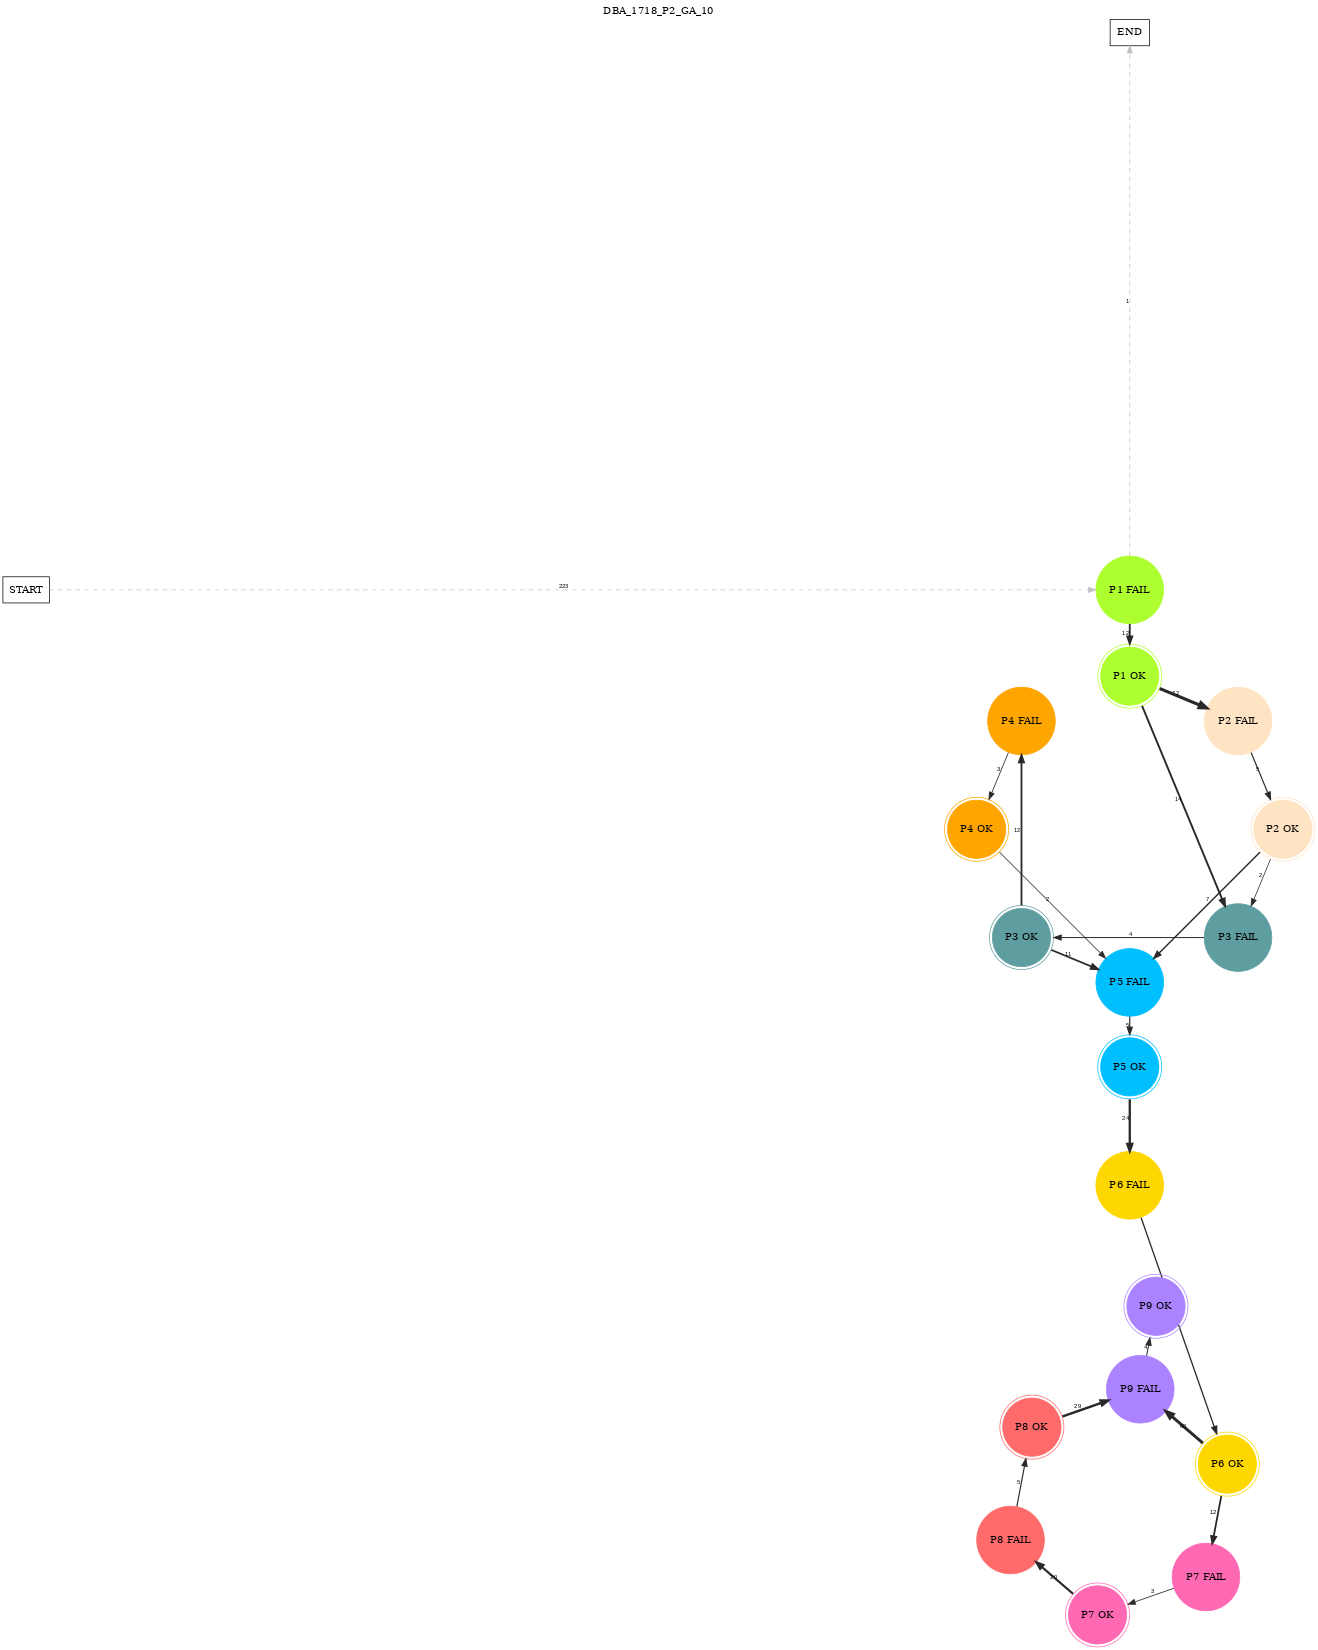 DBA_1718_P2_GA_10
END
1
START
223
P1 FAIL
12
P1 OK
P4 FAIL
P2 FAIL
3
5
14
P4 OK
12
P2 OK
2
7
2
P3 OK
11
4
P3 FAIL
P5 FAIL
P5 OK
24
P6 FAIL
P9 OK
4
P9 FAIL
29
P8 OK
P6 OK
5
12
P8 FAIL
P7 FAIL
3
P7 OK